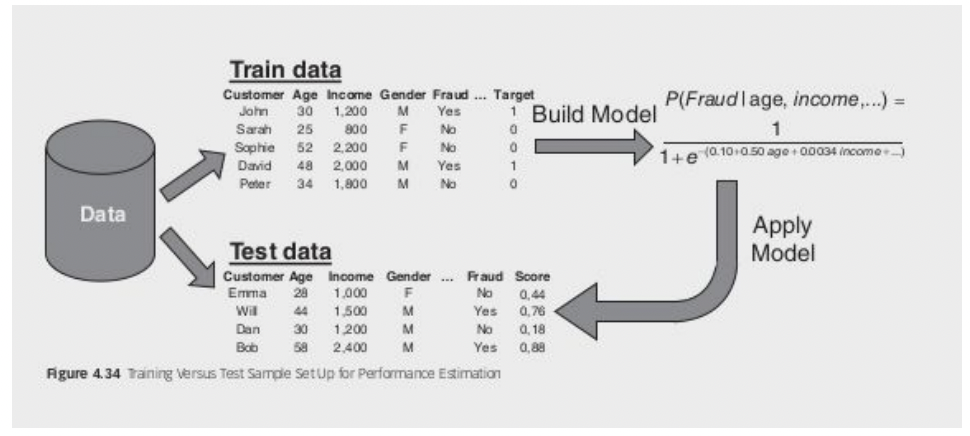 Train data
Customer Age Income Gender Fraud ... Target
John 30 1,200 M Yes 1
Sarah 25 800 F No 0
Sophie 52 2,200 F No 0
David 48 2,000 M Yes 1
Peter 34 1,800 M No 0
Build Model
P(Fraud | age, income,...) =
1
1+e^-(0.10+0.50 age + 0.0034 income+...)
Data
Apply
Model
Test data
Customer Age Income Gender ... Fraud Score
Emma 28 1,000 F No 0,44
Will 44 1,500 M Yes 0,76
Dan 30 1,200 M No 0,18
Bob 58 2,400 M Yes 0,88
Figure 4.34 Training Versus Test Sample Set Up for Performance Estimation